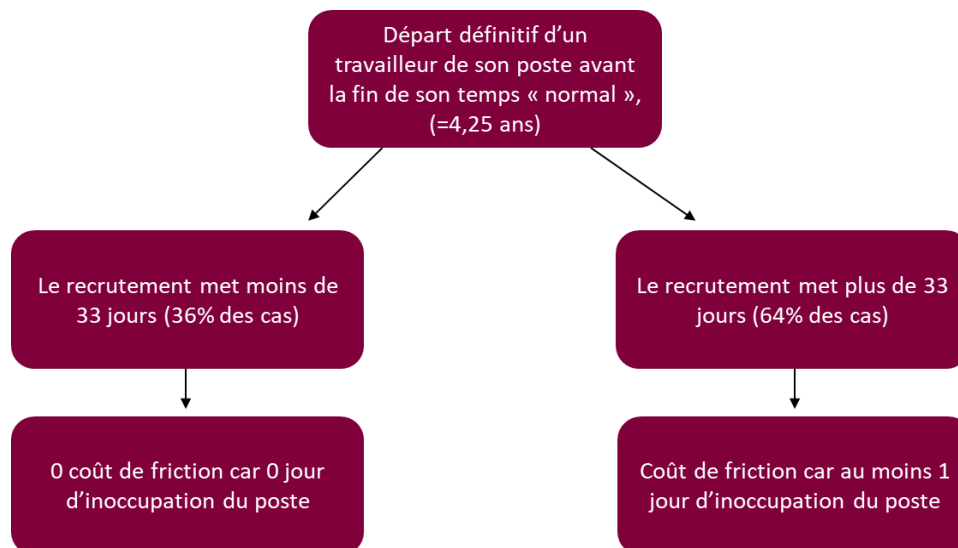 Départ définitif d’un
travailleur de son poste avant
la fin de son temps « normal »,
(=4,25 ans)
Le recrutement met moins de
33 jours (36% des cas)
Le recrutement met plus de 33
jours (64% des cas)
0 coût de friction car 0 jour
d’inoccupation du poste
Coût de friction car au moins 1
jour d’inoccupation du poste